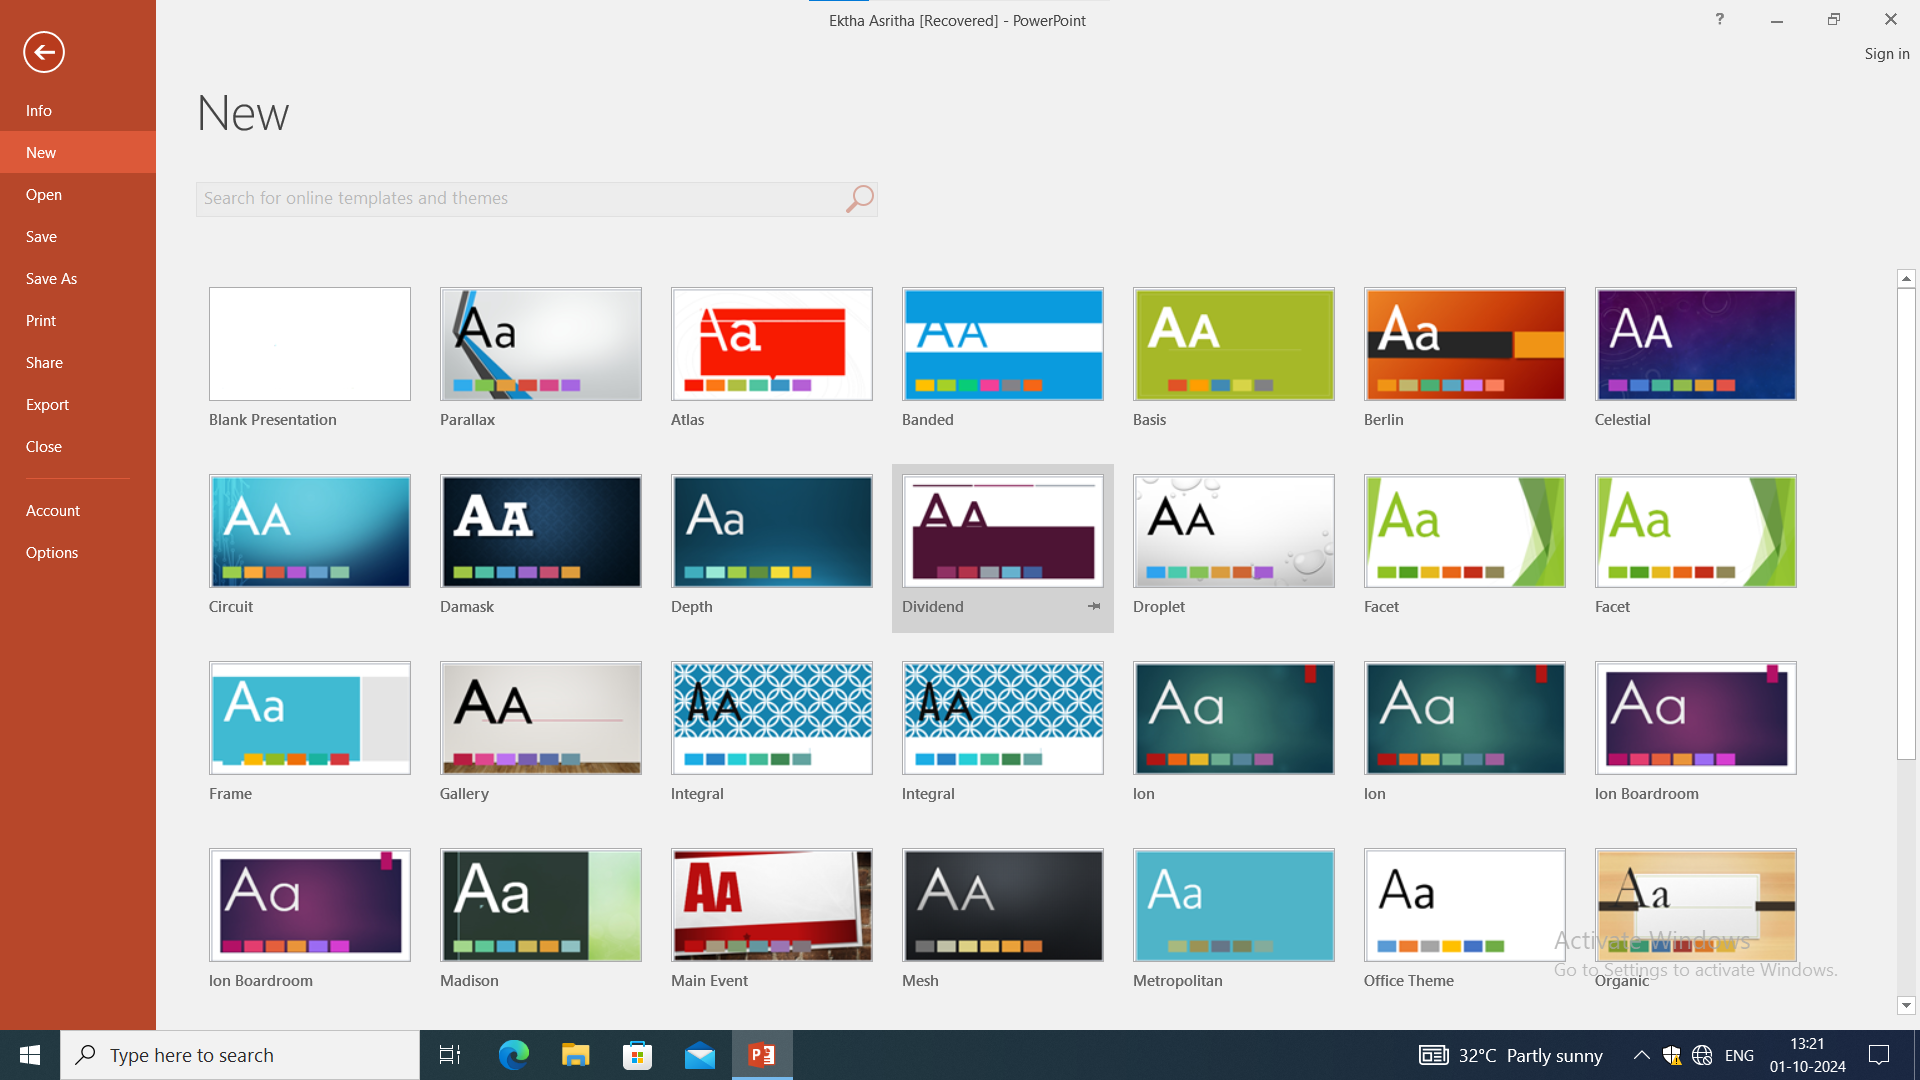 Ektha Asritha [Recovered] - PowerPoint
?
Sign in
Info
New
Open
Save
Save As
Print
Share
Export
Close
Account
Options
New
Search for online templates and themes
Aa Aa AA AA Aa AA
Blank Presentation Parallax Atlas Banded Basis Berlin Celestial
AA AA Aa AA AA Aa Aa
Circuit Damask Depth Dividend Droplet Facet Facet
Aa AA AA AA Aa Aa Aa
Frame Gallery Integral Integral Ion Ion Ion Boardroom
Aa Aa AA AA Aa Aa Aa
Ion Boardroom Madison Main Event Mesh Metropolitan Office Theme Organic
Activate Windows
Go to Settings to activate Windows.
Type here to search
32°C Partly sunny
ENG
13:21
01-10-2024